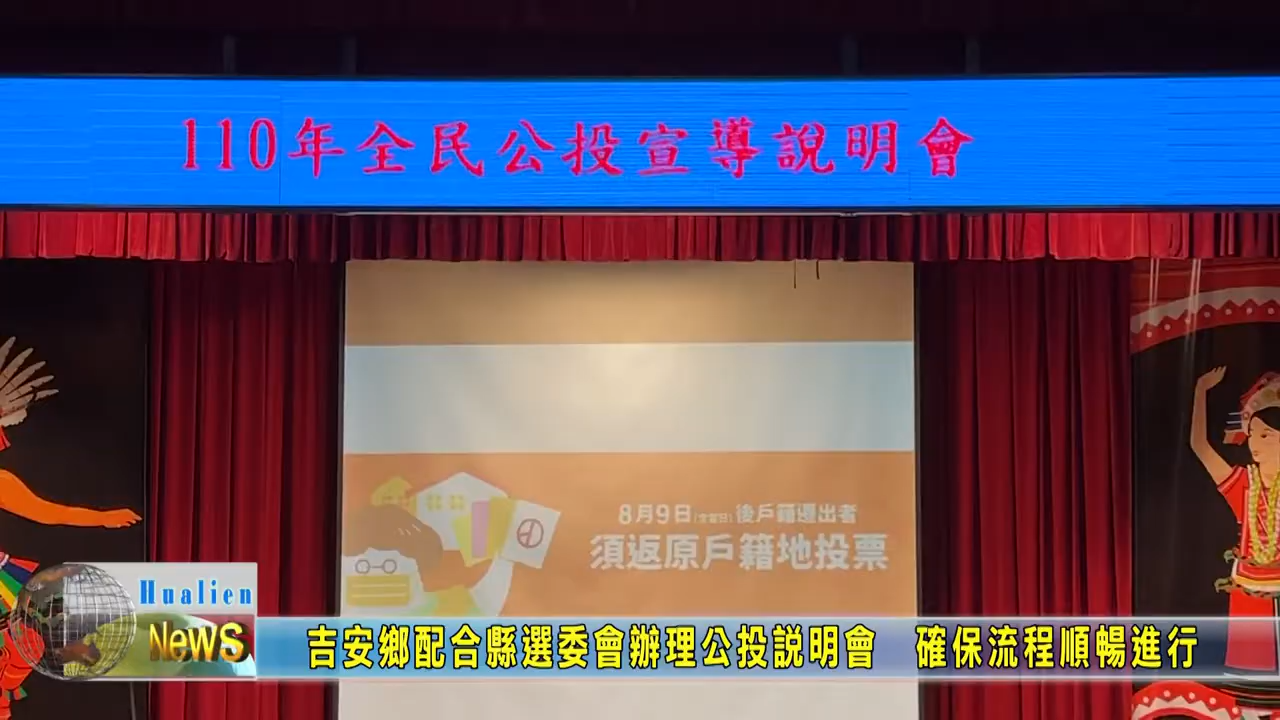 110年全民公投宣導說明會
8月9日(含當日)後戶籍遷出者
須返原戶籍地投票
Hualien
NewS
吉安鄉配合縣選委會辦理公投説明會 確保流程順暢進行